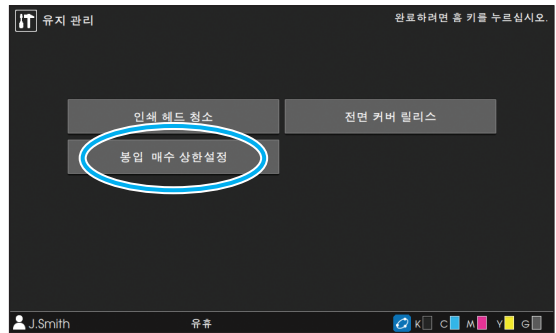 유지 관리
완료하려면 홈 키를 누르십시오.
인쇄 헤드 청소
전면 커버 릴리스
봉입 매수 상한설정
J.Smith
유휴
K C M Y G